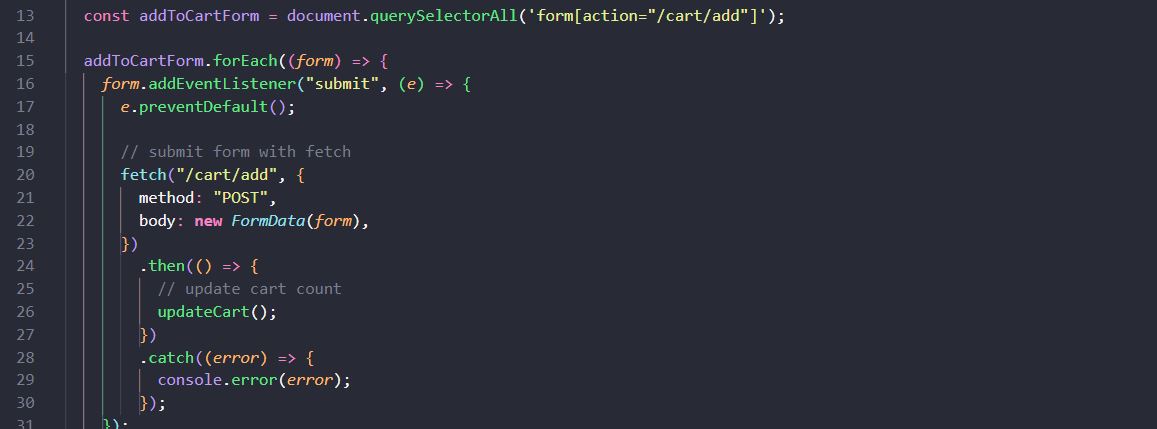 13 const addToCartForm = document.querySelectorAll('form[action="/cart/add"]');
14
15 addToCartForm.forEach((form) => {
16 form.addEventListener("submit", (e) => {
17 e.preventDefault();
18
19 // submit form with fetch
20 fetch("/cart/add", {
21 method: "POST",
22 body: new FormData(form),
23 })
24 .then(() => {
25 // update cart count
26 updateCart();
27 })
28 .catch((error) => {
29 console.error(error);
30 });
31 });